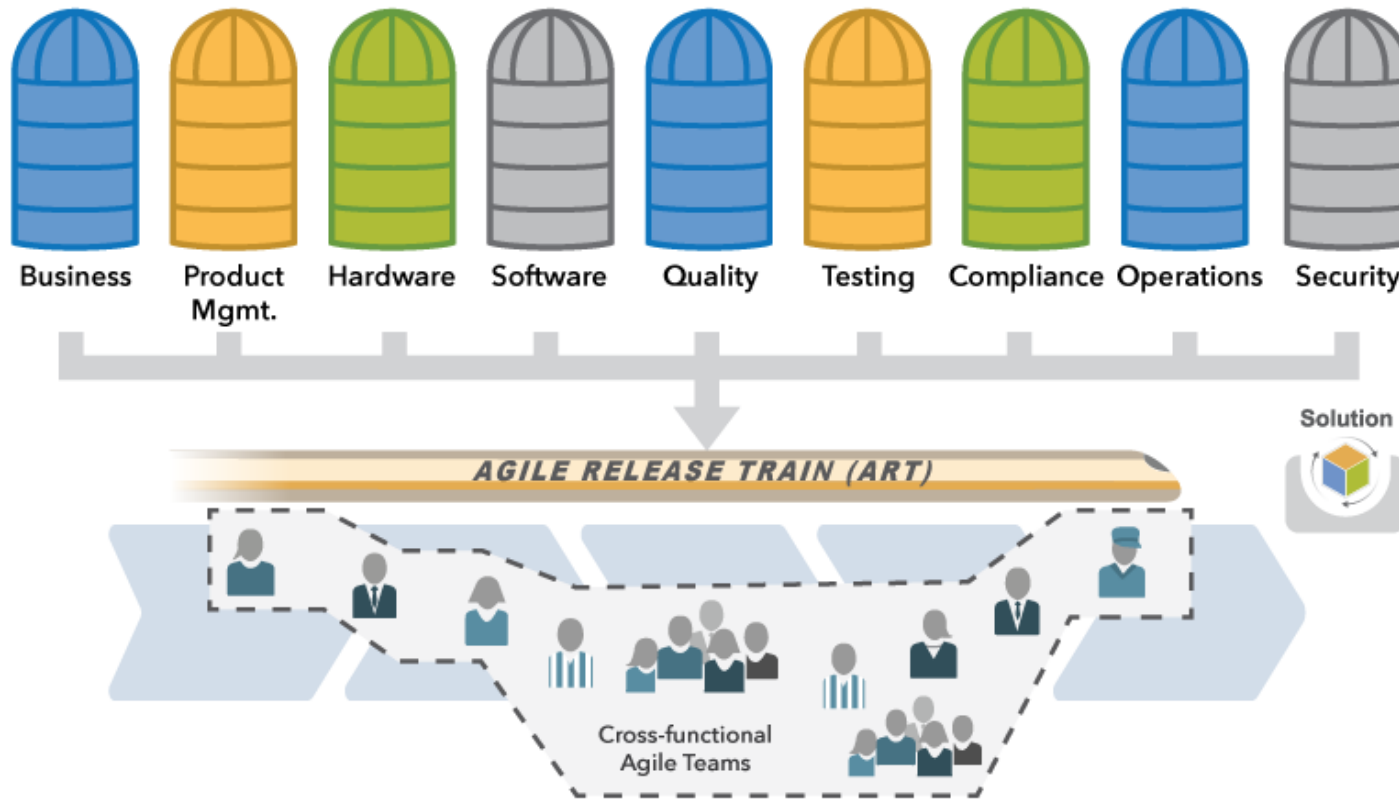 Business
Product
Mgmt.
Hardware
Software
Quality
Testing
Compliance
Operations
Security
Solution
AGILE RELEASE TRAIN (ART)
Cross-functional
Agile Teams